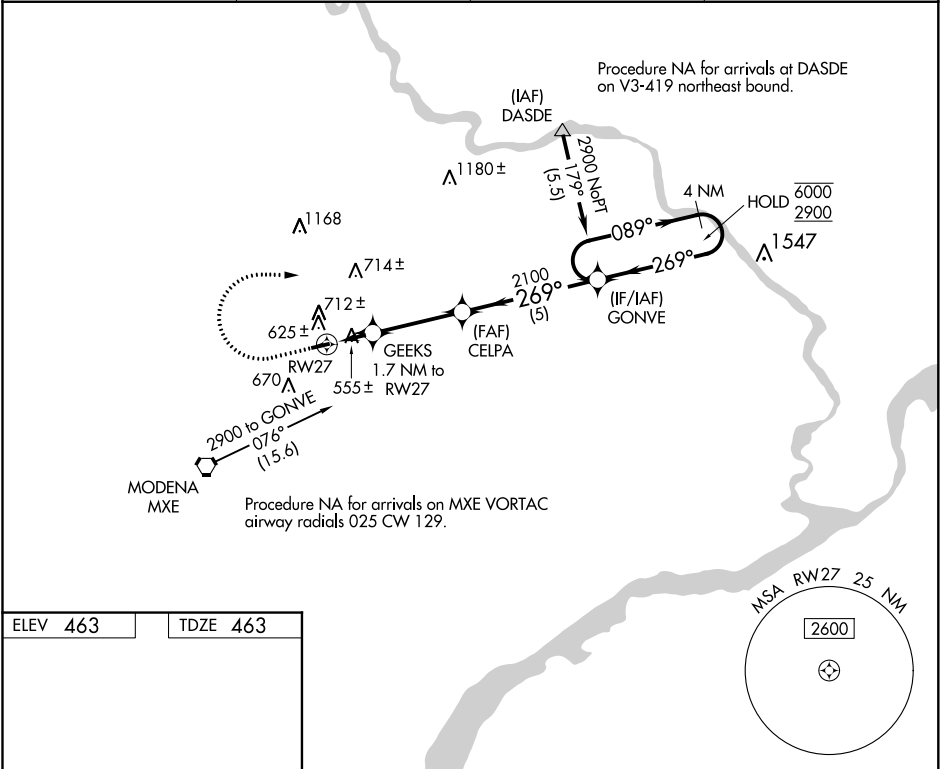 Procedure NA for arrivals at DASDE
on V3-419 northeast bound.
(IAF)
DASDE
2900 NoPT
179°
(5.5)
1180 ±
4 NM
HOLD
6000
2900
1168
089°
1547
714 ±
269°
2100
269°
(5)
(IF/IAF)
GONVE
712 ±
625 ±
(FAF)
CELPA
GEEKS
1.7 NM to
RW27
RW27
670
555 ±
2900 to GONVE
076°
(15.6)
MODENA
MXE
Procedure NA for arrivals on MXE VORTAC
airway radials 025 CW 129.
MSA RW27 25 NM
2600
ELEV 463
TDZE 463